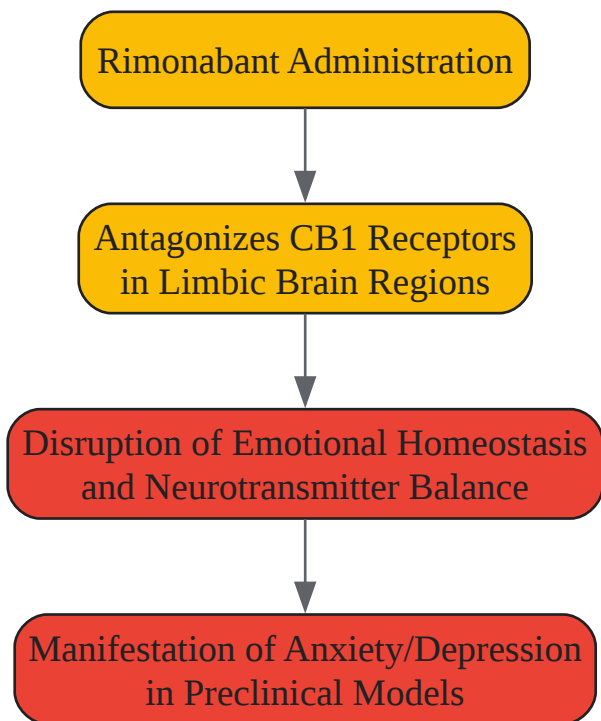 Rimonabant Administration
Antagonizes CB1 Receptors
in Limbic Brain Regions
Disruption of Emotional Homeostasis
and Neurotransmitter Balance
Manifestation of Anxiety/Depression
in Preclinical Models